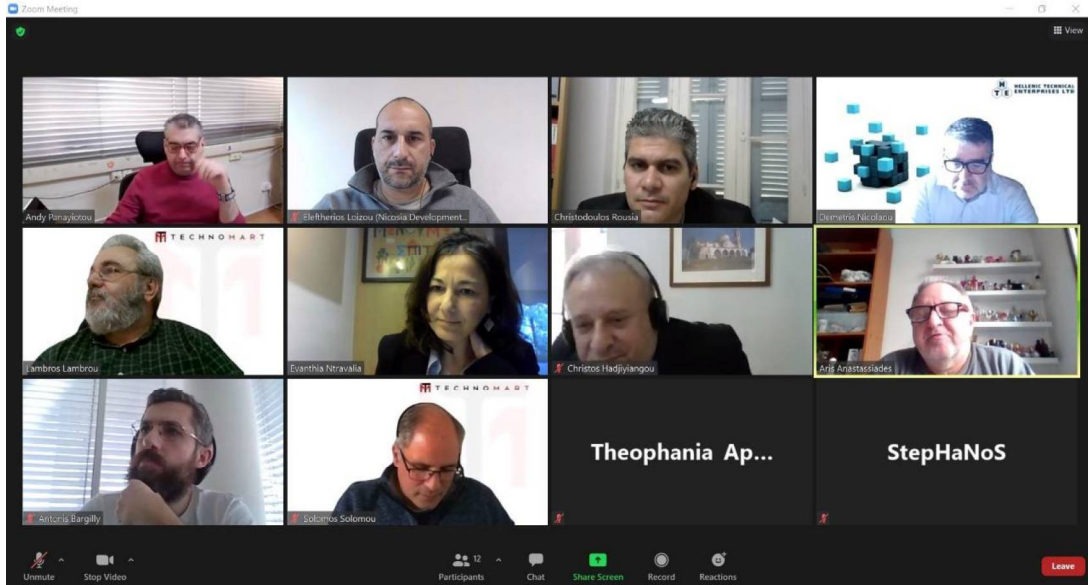 Zoom Meeting
View
HELLENIC TECHNICAL
H T E ENTERPRISES LTD
Andy Panayiotou
Eleftherios Loizou (Nicosia Development...
Christodoulos Rousia
Demetris Nicolaou
TECHNOMART
Lambros Lambrou
Evanthia Ntravalia
Christos Hadjiyiangou
Aris Anastassiades
TECHNOMART
Antonis Bargilly
Solomos Solomou
Theophania Ap...
StepHaNoS
Unmute
Stop Video
Participants
12
Chat
Share Screen
Record
Reactions
Leave